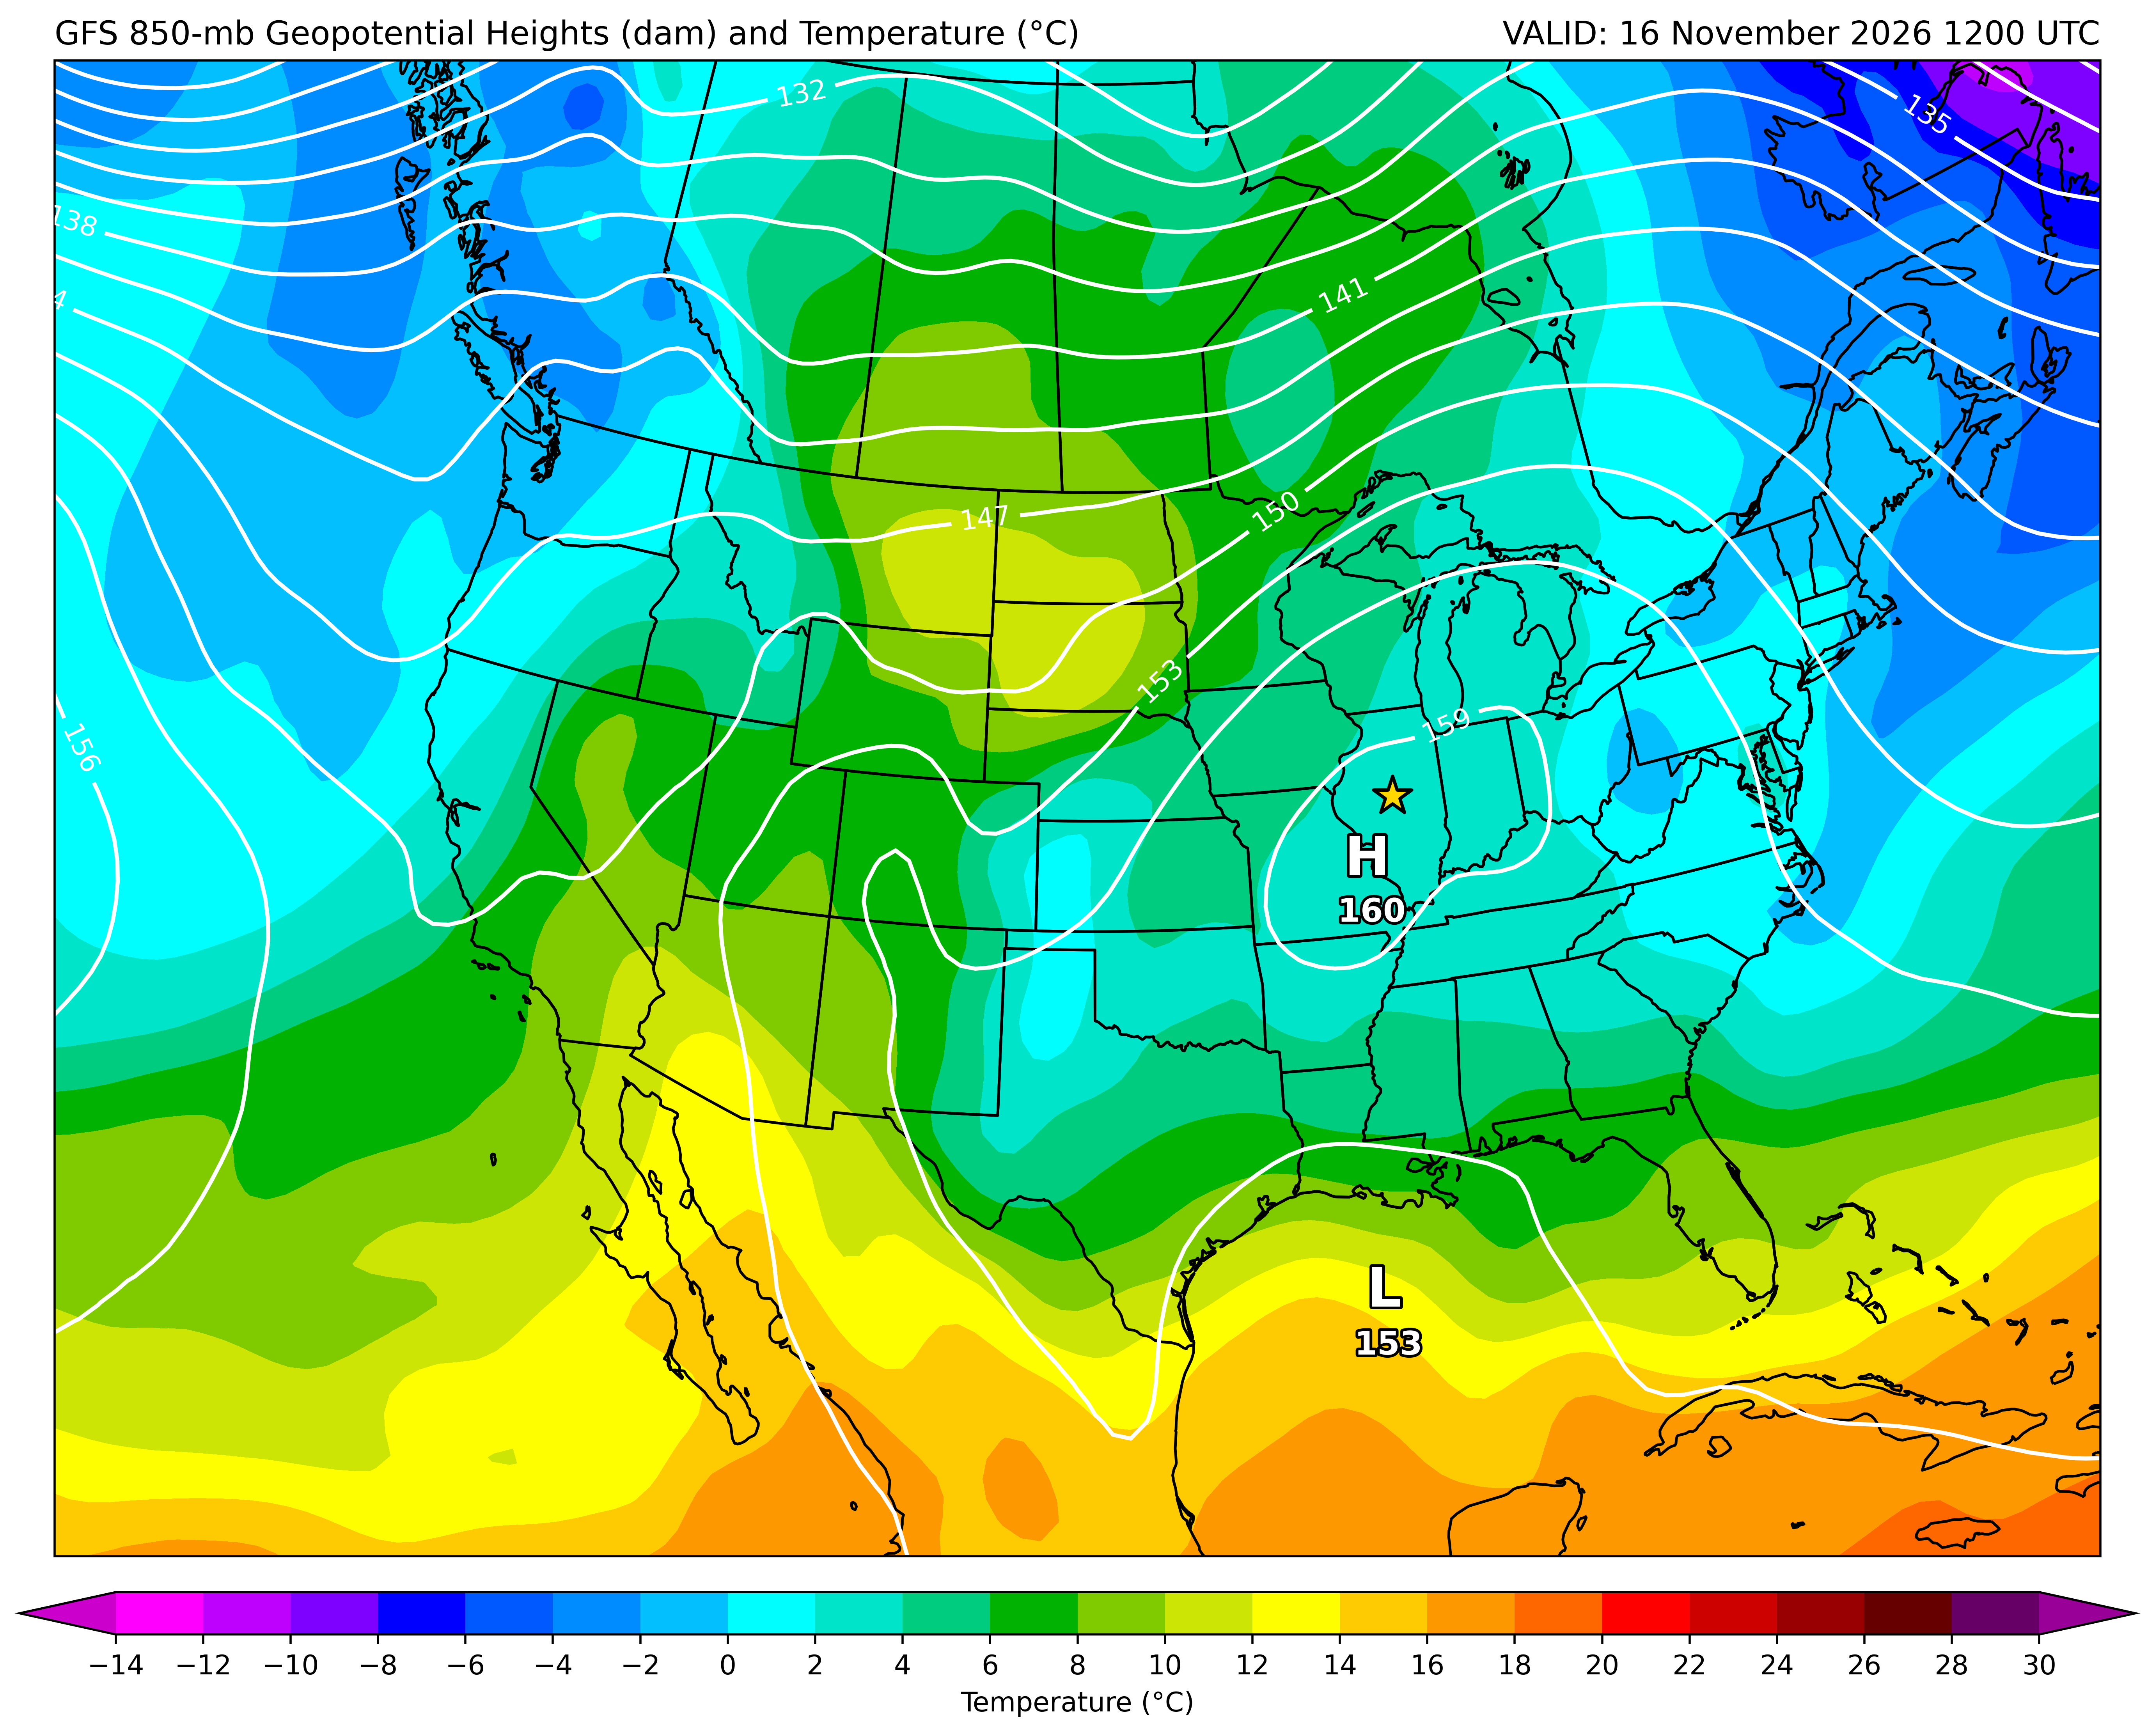 GFS 850-mb Geopotential Heights (dam) and Temperature (°C)
VALID: 16 November 2026 1200 UTC
132
135
138
4
141
147
150
153
156
159
H
160
L
153
−14 −12 −10 −8 −6 −4 −2 0 2 4 6 8 10 12 14 16 18 20 22 24 26 28 30
Temperature (°C)